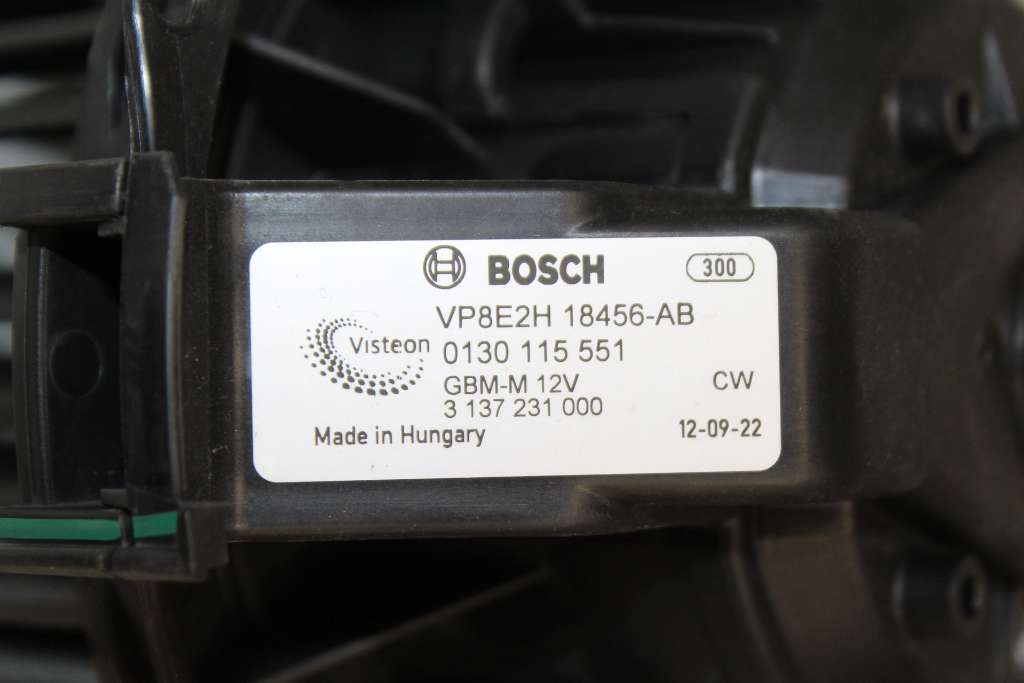 BOSCH 300
VP8E2H 18456-AB
Visteon 0130 115 551
GBM-M 12V CW
3 137 231 000
Made in Hungary 12-09-22